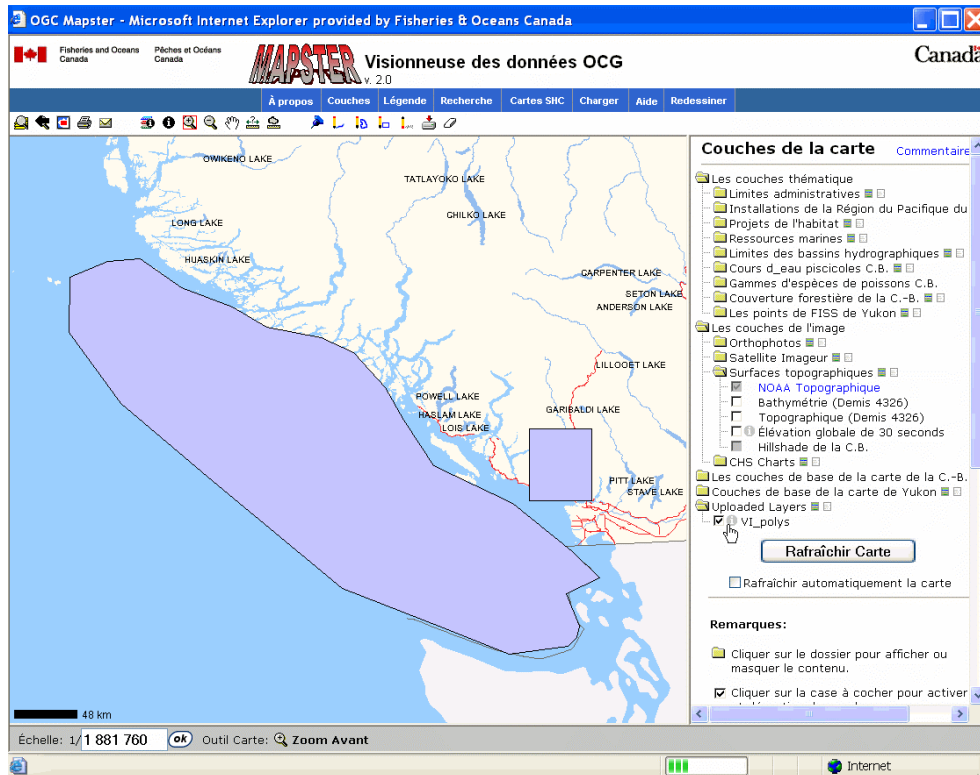 OGC Mapster - Microsoft Internet Explorer provided by Fisheries & Oceans Canada
Fisheries and Oceans Canada
Pêches et Océans Canada
MAPSTER v. 2.0
Visionneuse des données OCG
Canada
À propos Couches Légende Recherche Cartes SHC Charger Aide Redessiner
OWIKENO LAKE
TATLAYOKO LAKE
LONG LAKE
CHILKO LAKE
HUASKIN LAKE
CARPENTER LAKE
SETON LAKE
ANDERSON LAKE
LILLOOET LAKE
POWELL LAKE
HASLAM LAKE
LOIS LAKE
GARIBALDI LAKE
PITT LAKE
STAVE LAKE
48 km
Couches de la carte
Commentaire
Les couches thématique
Limites administratives
Installations de la Région du Pacifique du
Projets de l'habitat
Ressources marines
Limites des bassins hydrographiques
Cours d_eau piscicoles C.B.
Gammes d'espèces de poissons C.B.
Couverture forestière de la C.-B.
Les points de FISS de Yukon
Les couches de l'image
Orthophotos
Satellite Imageur
Surfaces topographiques
NOAA Topographique
Bathymétrie (Demis 4326)
Topographique (Demis 4326)
Élévation globale de 30 seconds
Hillshade de la C.B.
CHS Charts
Les couches de base de la carte de la C.-B.
Couches de base de la carte de Yukon
Uploaded Layers
VI_polys
Rafraîchir Carte
Rafraîchir automatiquement la carte
Remarques:
Cliquer sur le dossier pour afficher ou
masquer le contenu.
Cliquer sur la case à cocher pour activer
Échelle: 1/ 1 881 760 ok Outil Carte: Zoom Avant
Internet